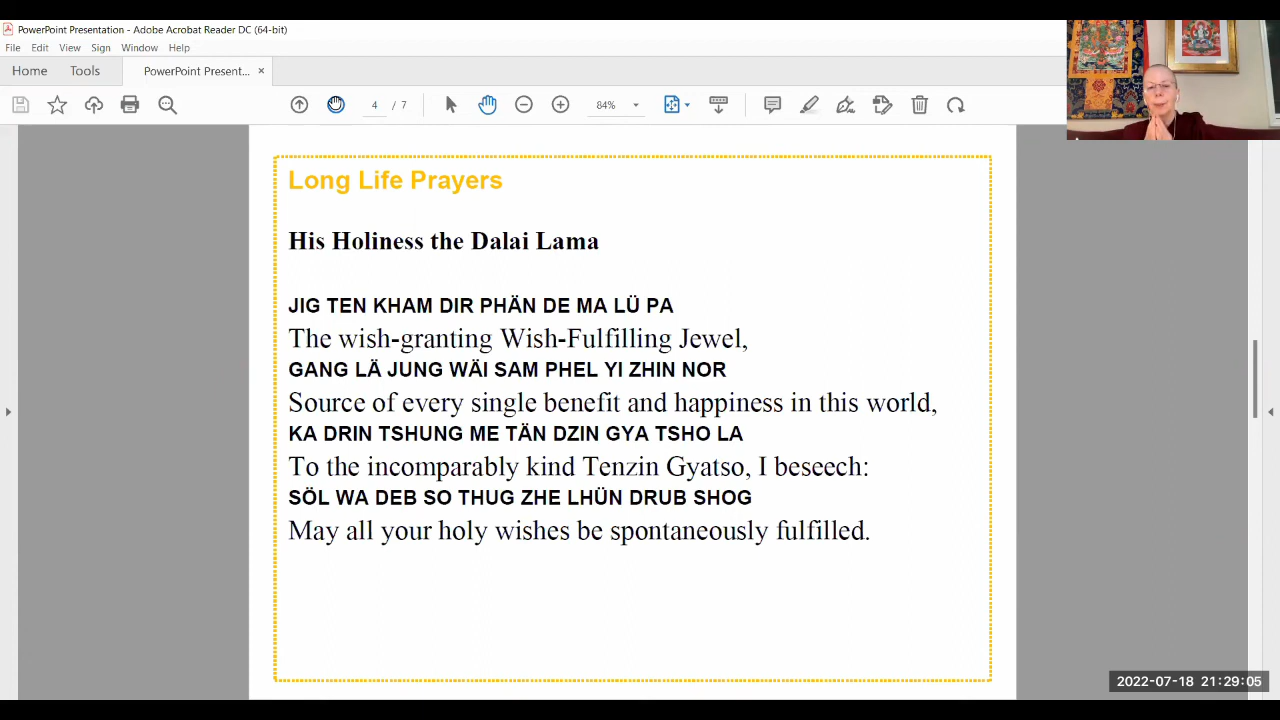 PowerPoint Presentation - Adobe Acrobat Reader DC (64-bit)
File Edit View Sign Window Help
Home Tools PowerPoint Present... ×
4 / 7 84%
Long Life Prayers
His Holiness the Dalai Lama
JIG TEN KHAM DIR PHÄN DE MA LÜ PA
The wish-granting Wish-Fulfilling Jewel,
GANG LÄ JUNG WÄI SAM PHEL YI ZHIN NOR
Source of every single benefit and happiness in this world,
KA DRIN TSHUNG ME TÄN DZIN GYA TSHO LA
To the incomparably kind Tenzin Gyatso, I beseech:
SÖL WA DEB SO THUG ZHE LHÜN DRUB SHOG
May all your holy wishes be spontaneously fulfilled.
2022-07-18 21:29:05